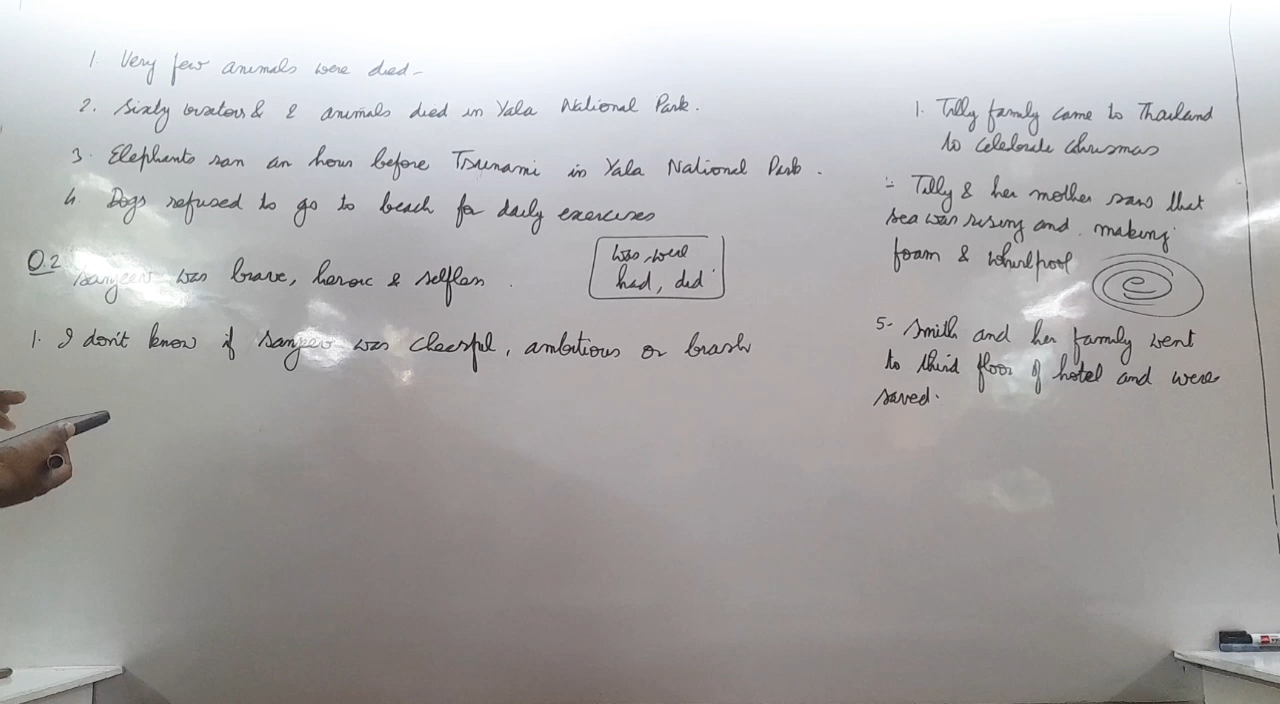 1. Very few animals were died-
2. Sixty visitors & 2 animals died in Yala National Park.
3. Elephants ran an hour before Tsunami in Yala National Park.
4 Dogs refused to go to beach for daily exercises
Q.2 Sanjeev was brave, heroic & selfless.
was, were
had, did
1. I don't know if Sanjeev was cheerful, ambitious or brash
1. Tilly family came to Thailand
to celebrate chrismas
Tilly & her mother saw that
sea was rising and making
foam & whirlpool
5- Smith and her family went
to third floor of hotel and were
saved.